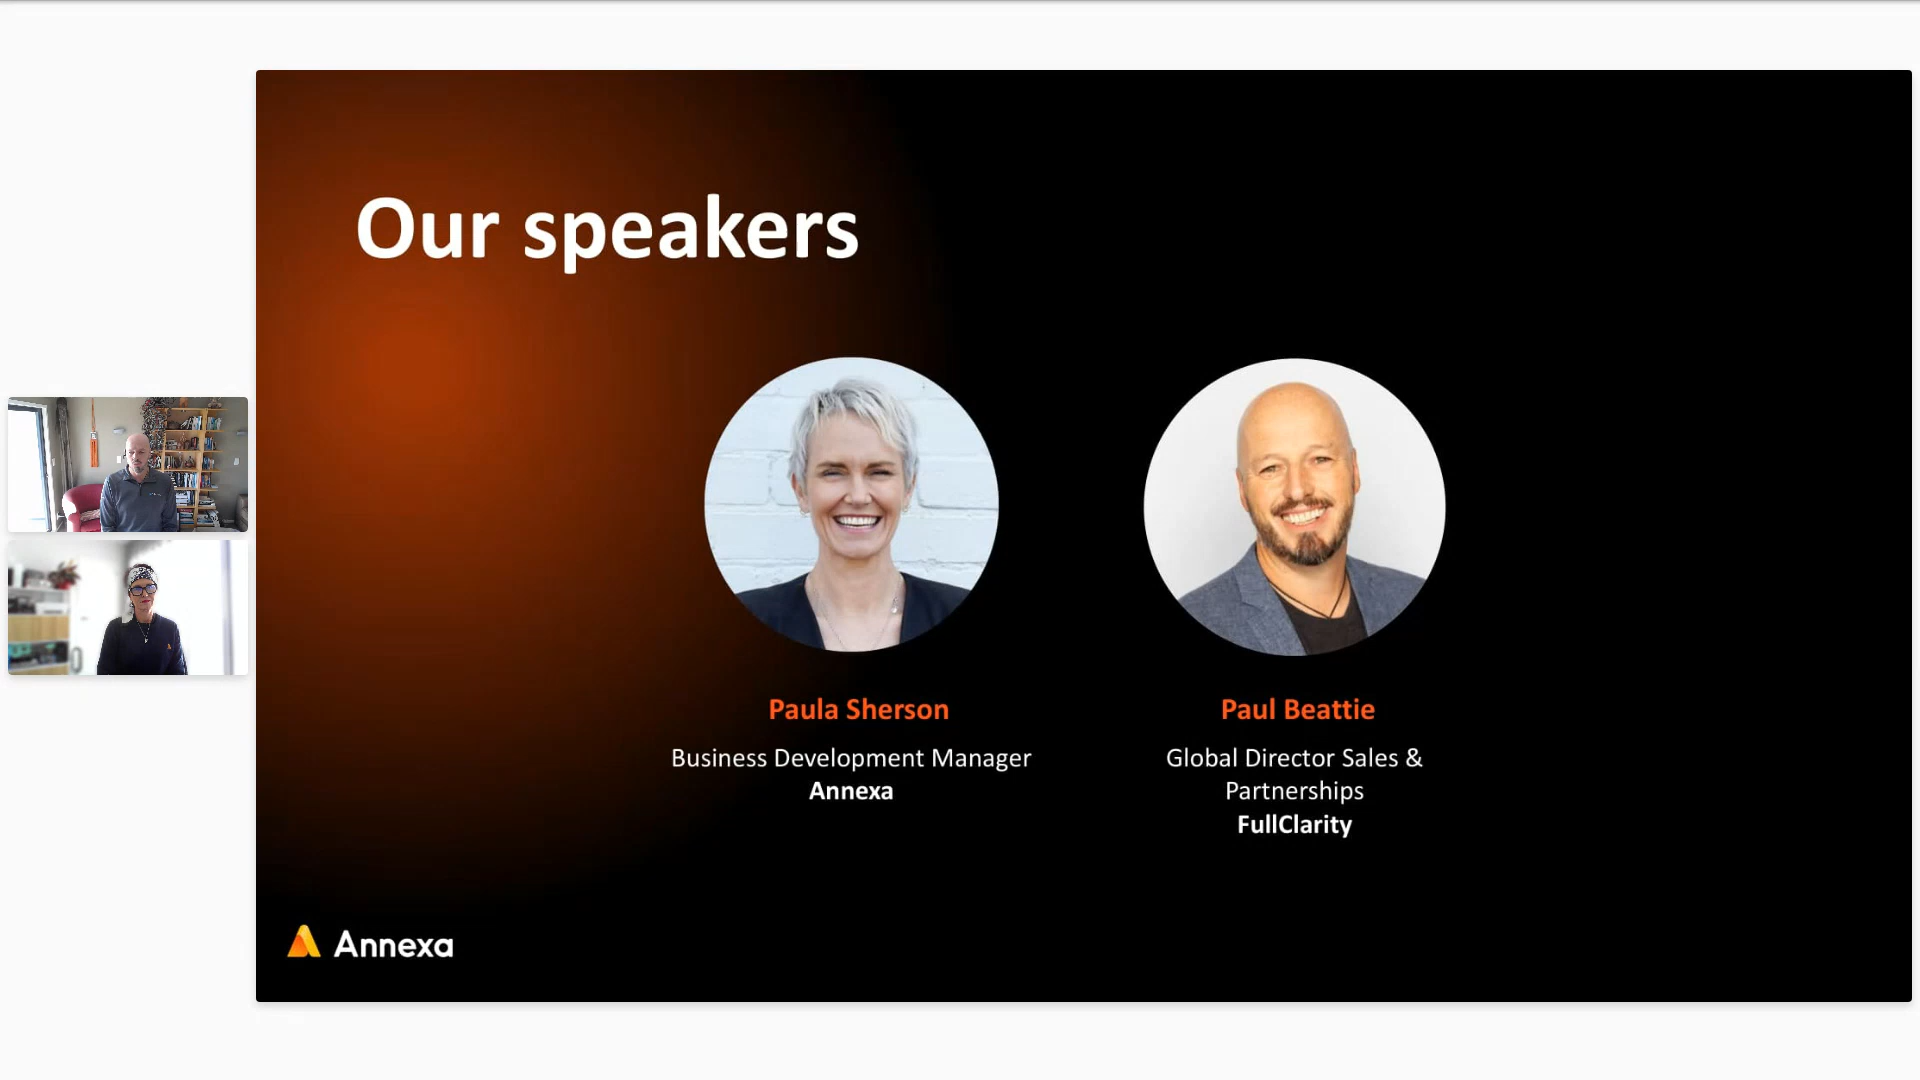 Our speakers
Paula Sherson
Business Development Manager
Annexa
Paul Beattie
Global Director Sales &
Partnerships
FullClarity
Annexa